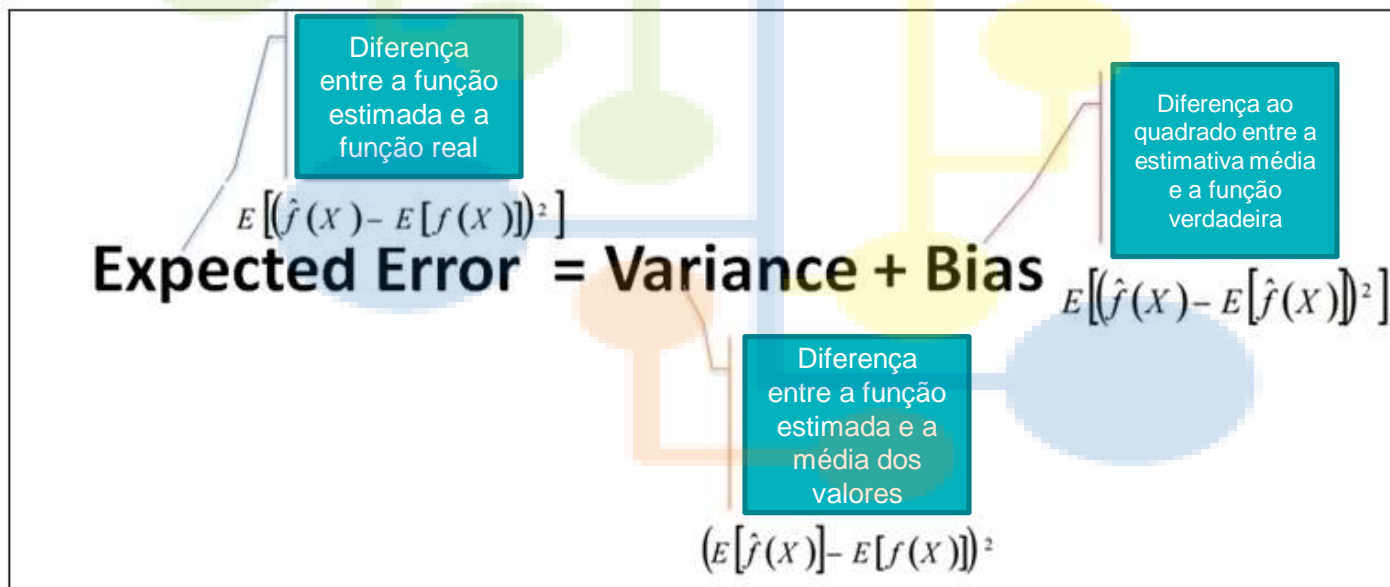 Diferença
entre a função
estimada e a
função real
E[(f̂(X) – E[f(X)])²]
Expected Error = Variance + Bias
Diferença ao
quadrado entre a
estimativa média
e a função
verdadeira
E[(f̂(X) – E[f̂(X)])²]
Diferença
entre a função
estimada e a
média dos
valores
(E[f̂(X)] – E[f(X)])²